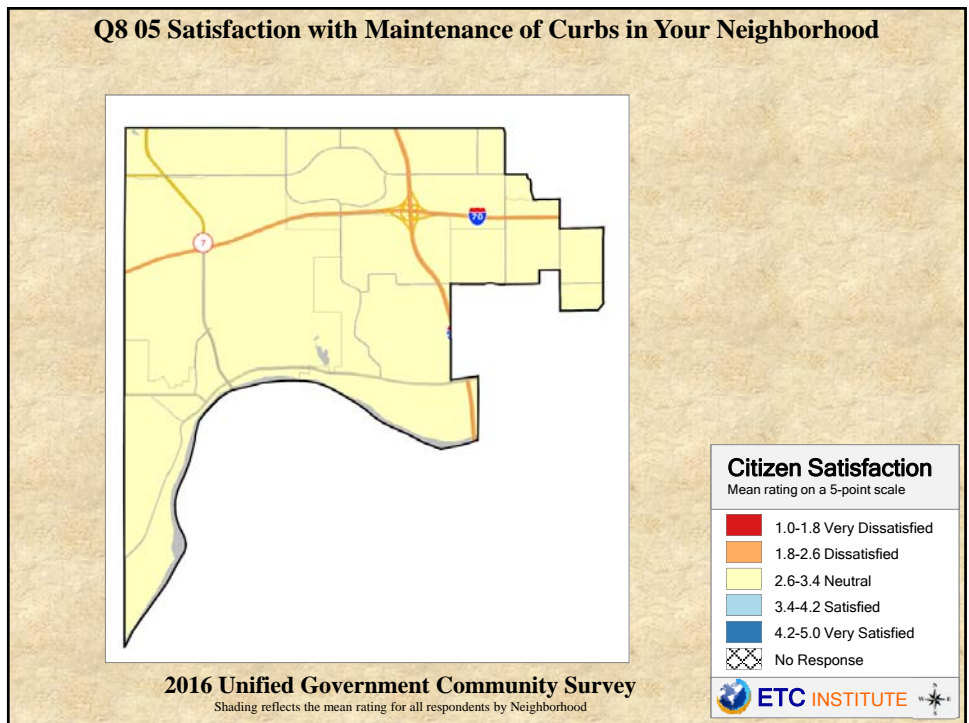 Q8 05 Satisfaction with Maintenance of Curbs in Your Neighborhood
70
7
Citizen Satisfaction
Mean rating on a 5-point scale
1.0-1.8 Very Dissatisfied
1.8-2.6 Dissatisfied
2.6-3.4 Neutral
3.4-4.2 Satisfied
4.2-5.0 Very Satisfied
No Response
ETC INSTITUTE
W N E S
2016 Unified Government Community Survey
Shading reflects the mean rating for all respondents by Neighborhood